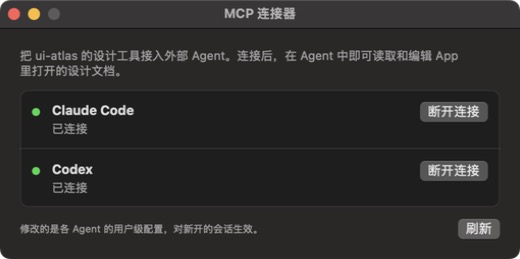 MCP 连接器
把 ui-atlas 的设计工具接入外部 Agent。连接后，在 Agent 中即可读取和编辑 App
里打开的设计文档。
Claude Code
已连接
断开连接
Codex
已连接
断开连接
修改的是各 Agent 的用户级配置，对新开的会话生效。
刷新